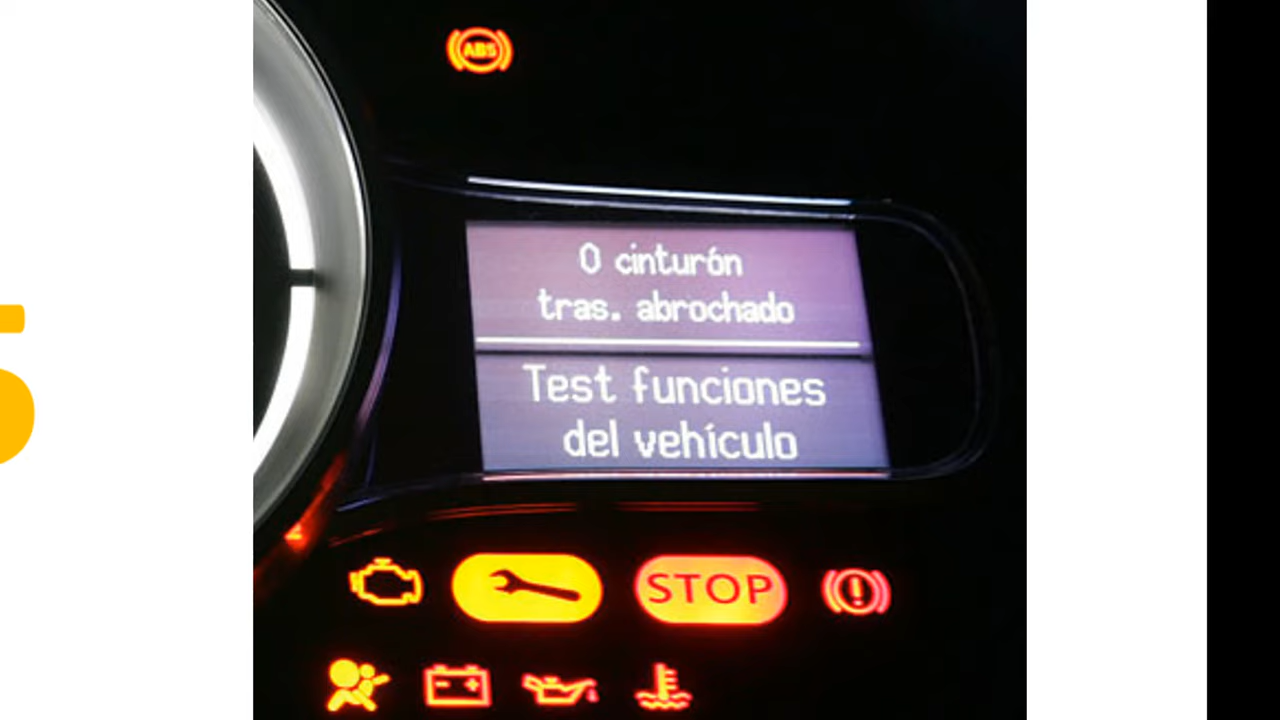 ABS
0 cinturón
tras. abrochado
Test funciones
del vehículo
STOP